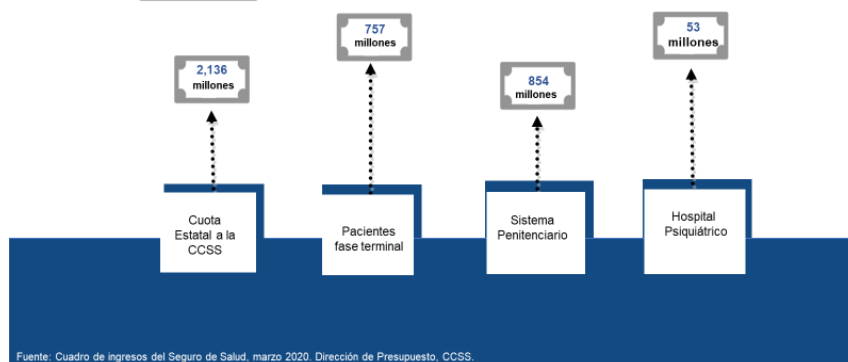 2,136
millones
757
millones
854
millones
53
millones
Cuota
Estatal a la
CCSS
Pacientes
fase terminal
Sistema
Penitenciario
Hospital
Psiquiátrico
Fuente: Cuadro de ingresos del Seguro de Salud, marzo 2020. Dirección de Presupuesto, CCSS.